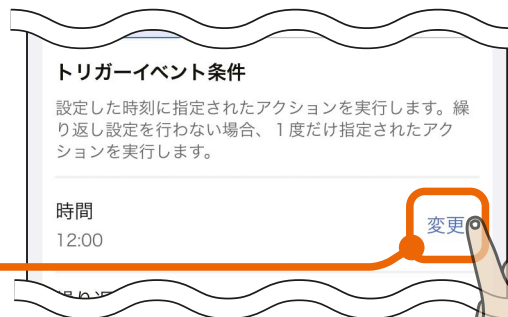 トリガーイベント条件
設定した時刻に指定されたアクションを実行します。繰
り返し設定を行わない場合、1度だけ指定されたアク
ションを実行します。
時間
12:00
変更